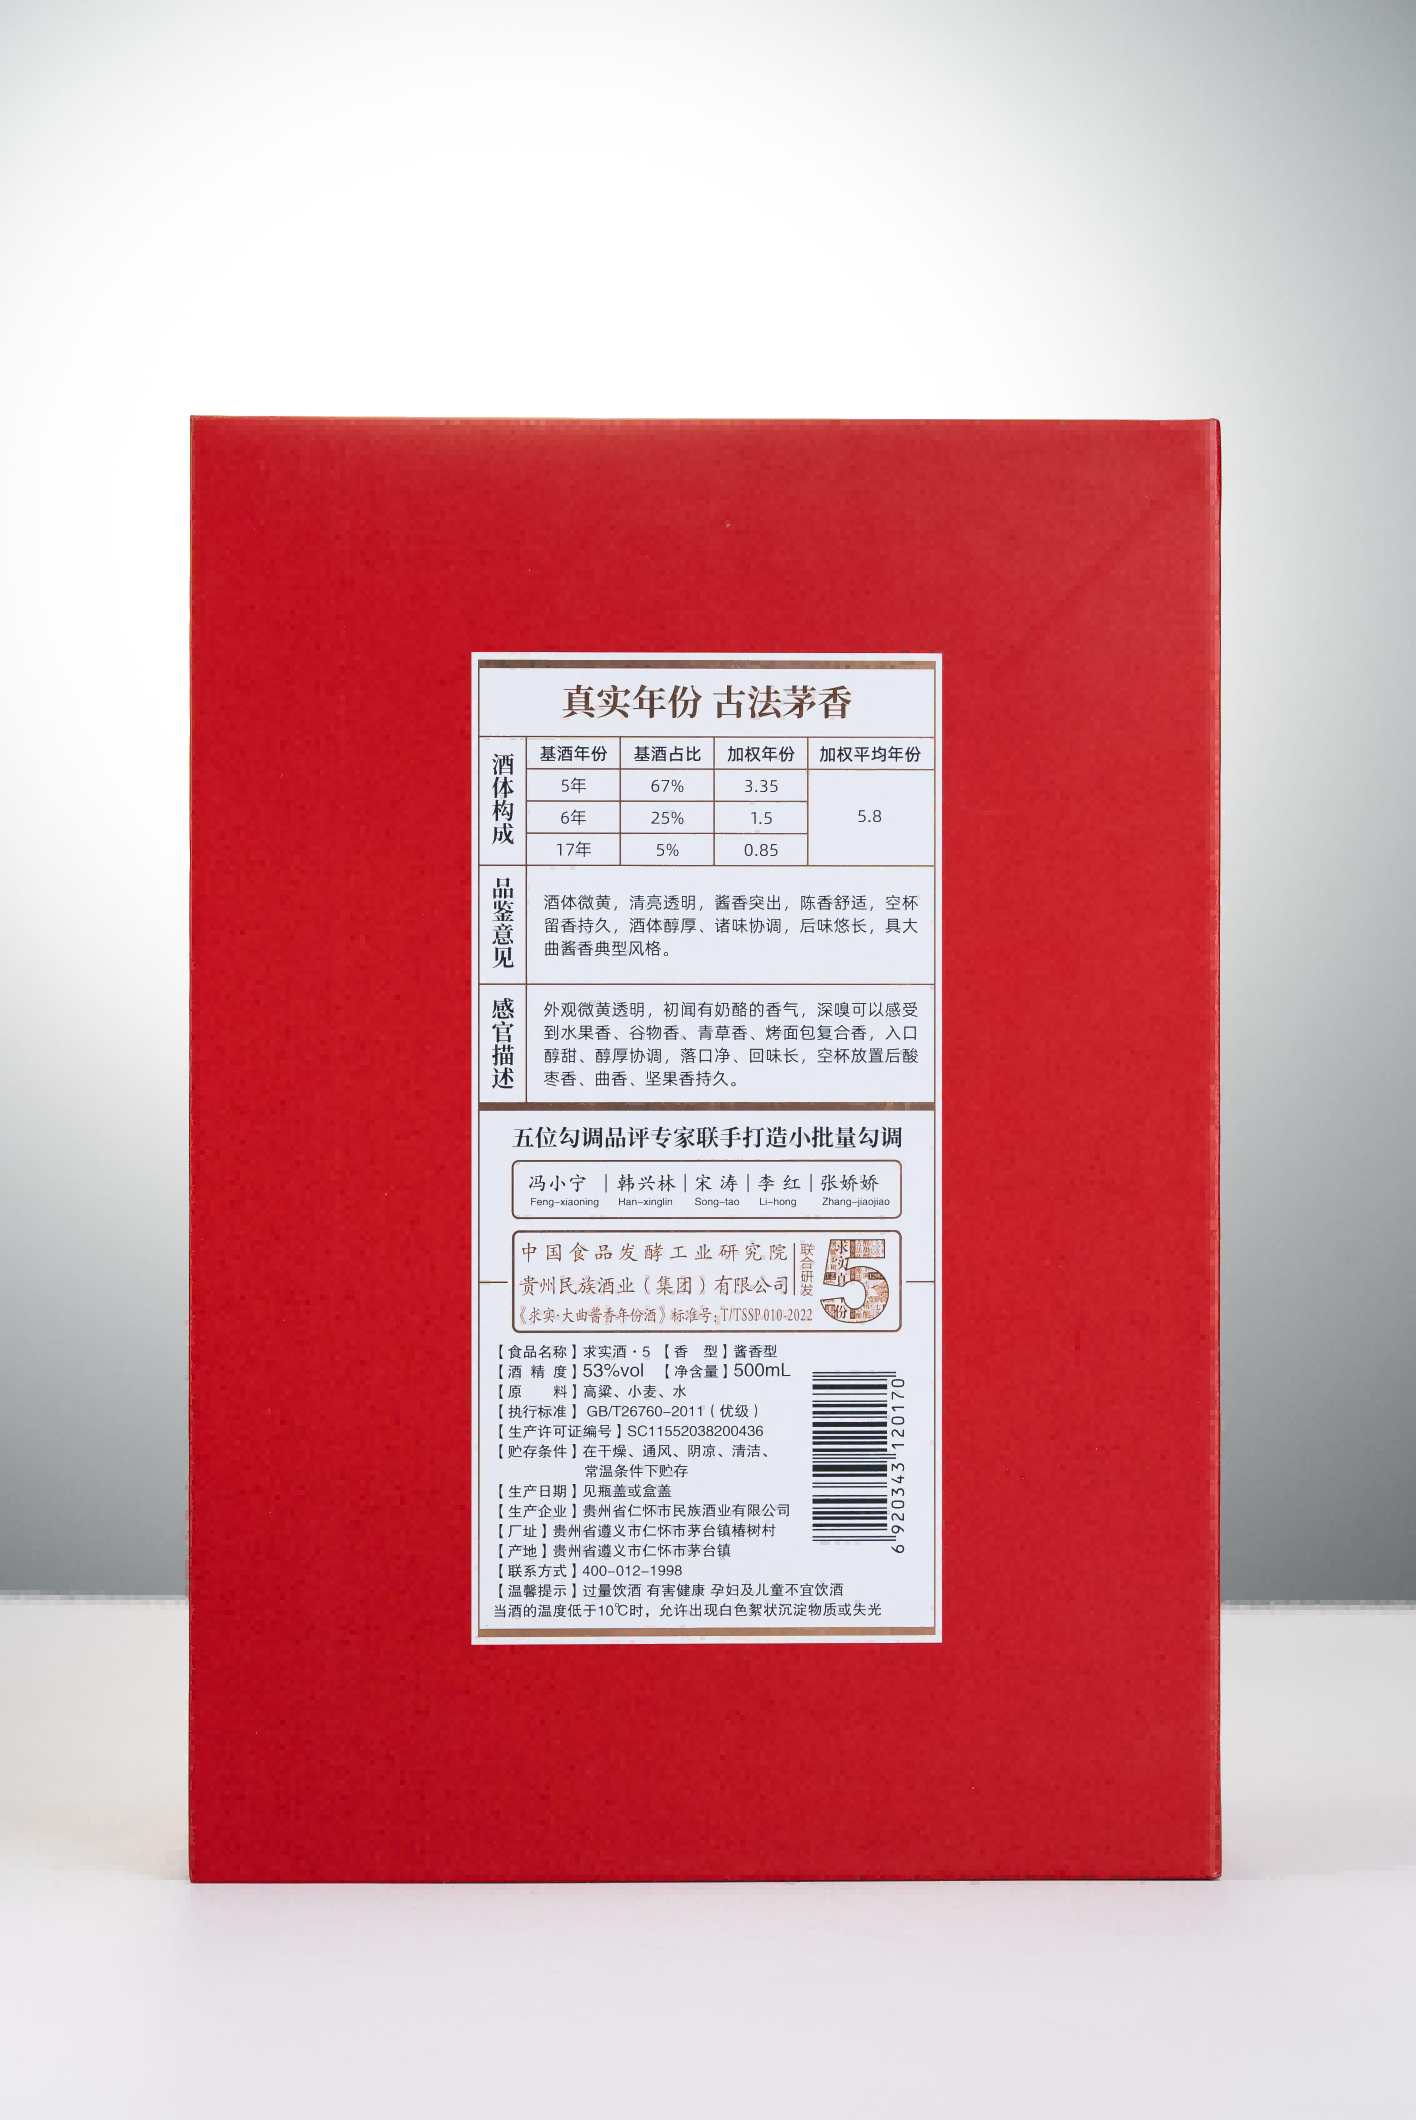 真实年份 古法茅香
酒体构成
基酒年份 基酒占比 加权年份 加权平均年份
5年 67% 3.35
6年 25% 1.5 5.8
17年 5% 0.85
品鉴意见
酒体微黄，清亮透明，酱香突出，陈香舒适，空杯
留香持久，酒体醇厚、诸味协调，后味悠长，具大
曲酱香典型风格。
感官描述
外观微黄透明，初闻有奶酪的香气，深嗅可以感受
到水果香、谷物香、青草香、烤面包复合香，入口
醇甜、醇厚协调，落口净、回味长，空杯放置后酸
枣香、曲香、坚果香持久。
五位勾调品评专家联手打造小批量勾调
冯小宁 | 韩兴林 | 宋 涛 | 李 红 | 张娇娇
Feng-xiaoning Han-xinglin Song-tao Li-hong Zhang-jiaojiao
中国食品发酵工业研究院
贵州民族酒业（集团）有限公司
联合研发
《求实·大曲酱香年份酒》标准号：T/TSSP 010-2022
求实真年份
5
【食品名称】求实酒·5 【香 型】酱香型
【酒 精 度】53%vol 【净含量】500mL
【原 料】高粱、小麦、水
【执行标准】GB/T26760-2011（优级）
【生产许可证编号】SC11552038200436
【贮存条件】在干燥、通风、阴凉、清洁、
常温条件下贮存
【生产日期】见瓶盖或盒盖
【生产企业】贵州省仁怀市民族酒业有限公司
【厂址】贵州省遵义市仁怀市茅台镇椿树村
【产地】贵州省遵义市仁怀市茅台镇
【联系方式】400-012-1998
【温馨提示】过量饮酒 有害健康 孕妇及儿童不宜饮酒
当酒的温度低于10℃时，允许出现白色絮状沉淀物质或失光
6920343120170